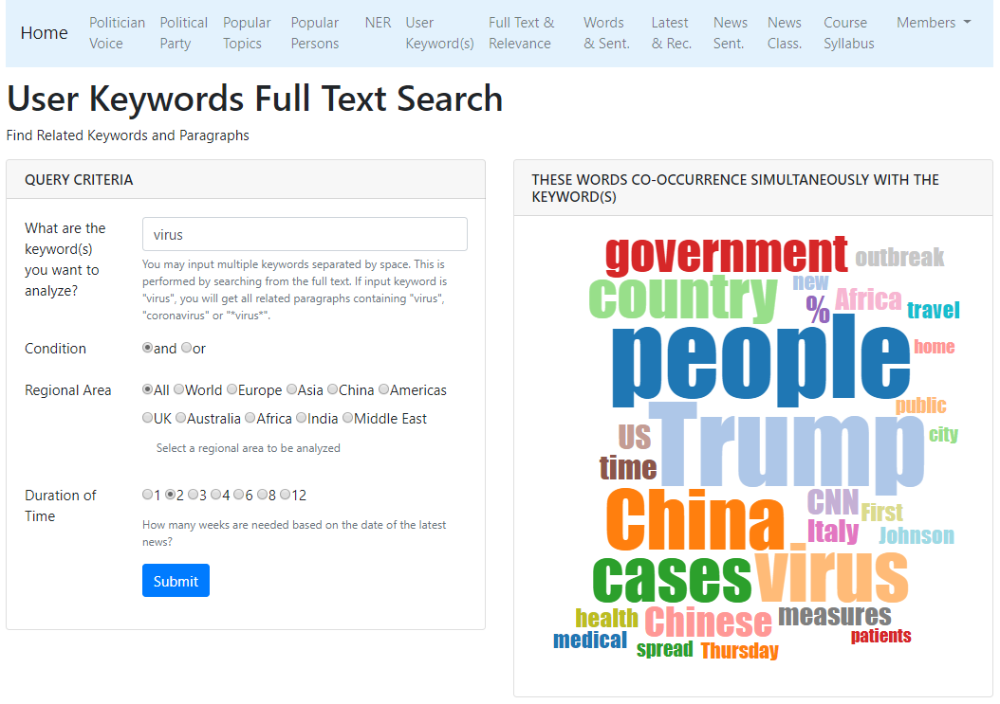 Home
Politician Voice
Political Party
Popular Topics
Popular Persons
NER
User Keyword(s)
Full Text & Relevance
Words & Sent.
Latest & Rec.
News Sent.
News Class.
Course Syllabus
Members
User Keywords Full Text Search
Find Related Keywords and Paragraphs
QUERY CRITERIA
What are the
keyword(s)
you want to
analyze?
virus
You may input multiple keywords separated by space. This is
performed by searching from the full text. If input keyword is
"virus", you will get all related paragraphs containing "virus",
"coronavirus" or "*virus*".
Condition
and or
Regional Area
All World Europe Asia China Americas
UK Australia Africa India Middle East
Select a regional area to be analyzed
Duration of
Time
1 2 3 4 6 8 12
How many weeks are needed based on the date of the latest
news?
Submit
THESE WORDS CO-OCCURRENCE SIMULTANEOUSLY WITH THE
KEYWORD(S)
government
outbreak
country
new
%
Africa
travel
people
home
public
Trump
US
city
time
China
CNN
First
Italy
Johnson
cases
virus
health
Chinese
measures
medical
spread
Thursday
patients